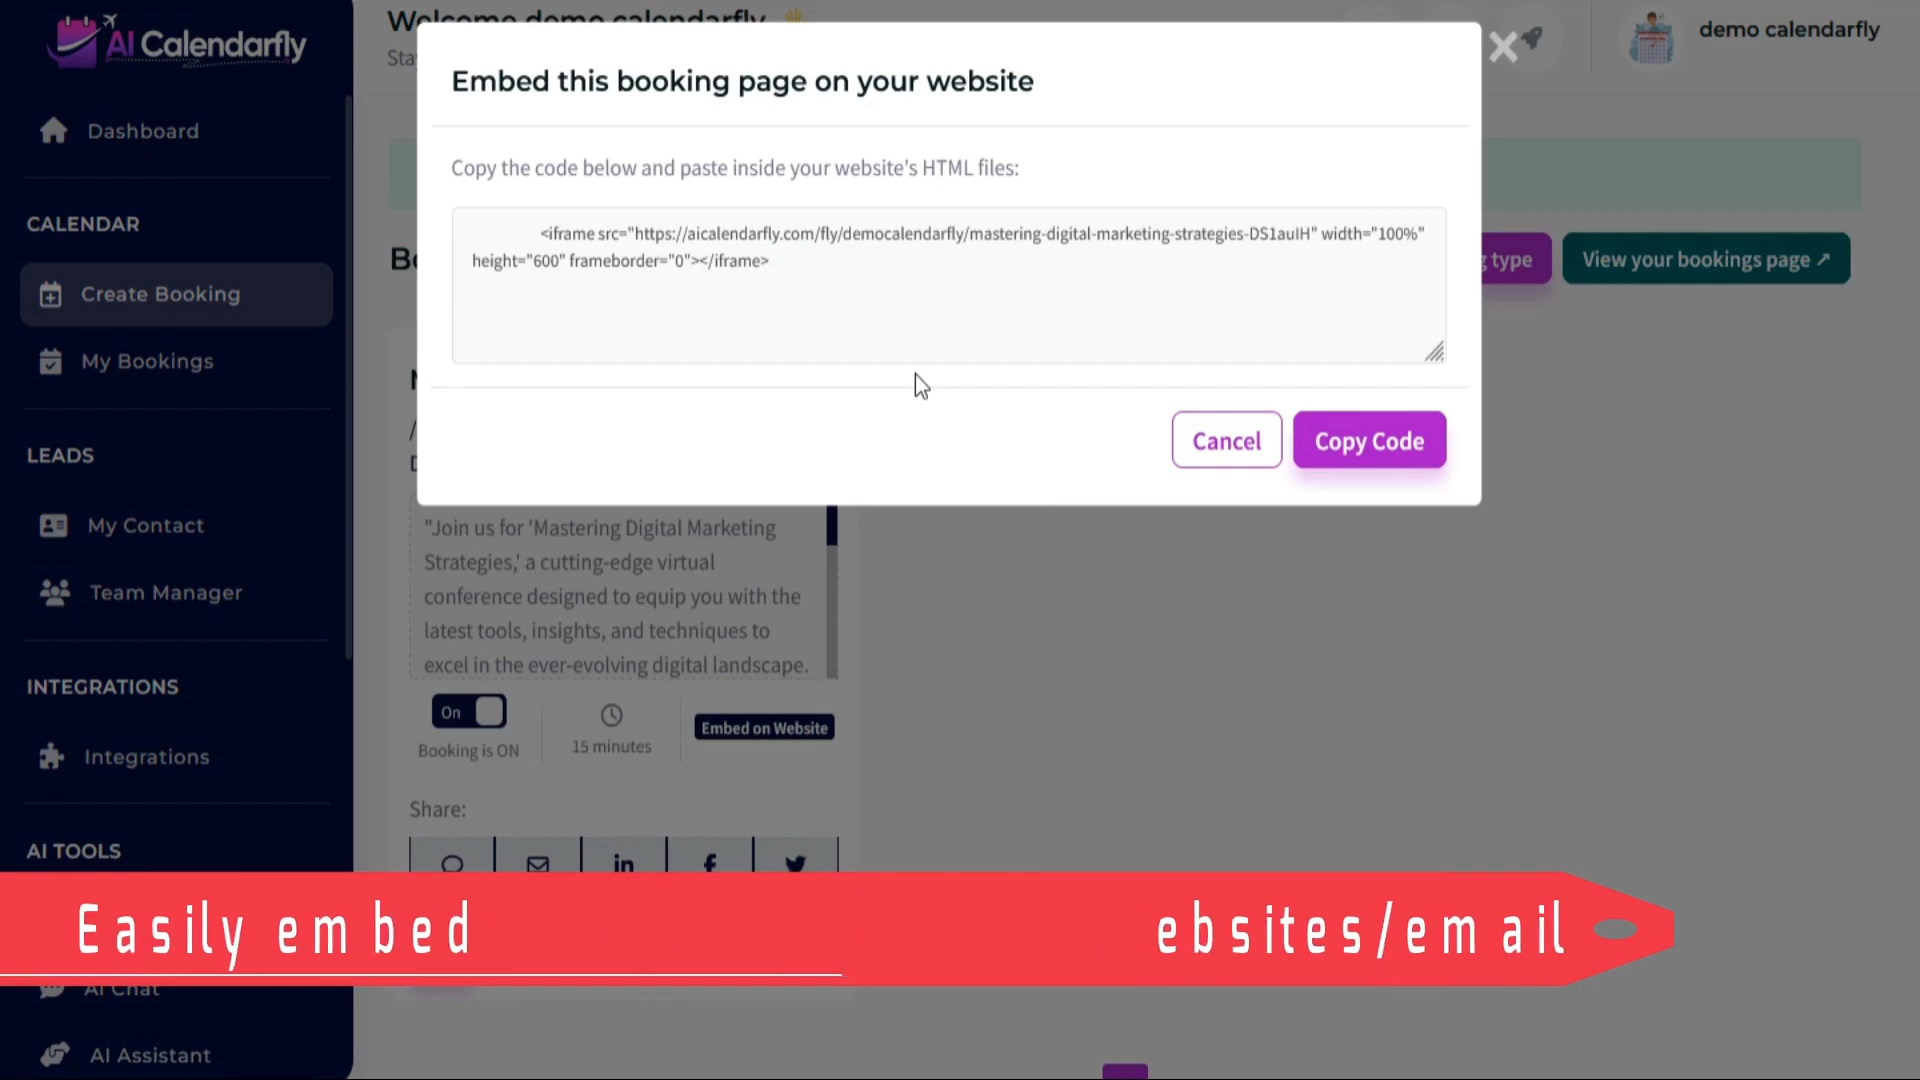 AI Calendarfly
Welcome demo calendarfly
demo calendarfly
Dashboard
CALENDAR
Create Booking
My Bookings
LEADS
My Contact
Team Manager
INTEGRATIONS
Integrations
AI TOOLS
AI Chat
AI Assistant
Embed this booking page on your website
Copy the code below and paste inside your website's HTML files:
<iframe src="https://aicalendarfly.com/fly/democalendarfly/mastering-digital-marketing-strategies-DS1auIH" width="100%"
height="600" frameborder="0"></iframe>
Cancel
Copy Code
type
View your bookings page ↗
"Join us for 'Mastering Digital Marketing
Strategies,' a cutting-edge virtual
conference designed to equip you with the
latest tools, insights, and techniques to
excel in the ever-evolving digital landscape.
On
Booking is ON
15 minutes
Embed on Website
Share:
Easily embed
ebsites/email